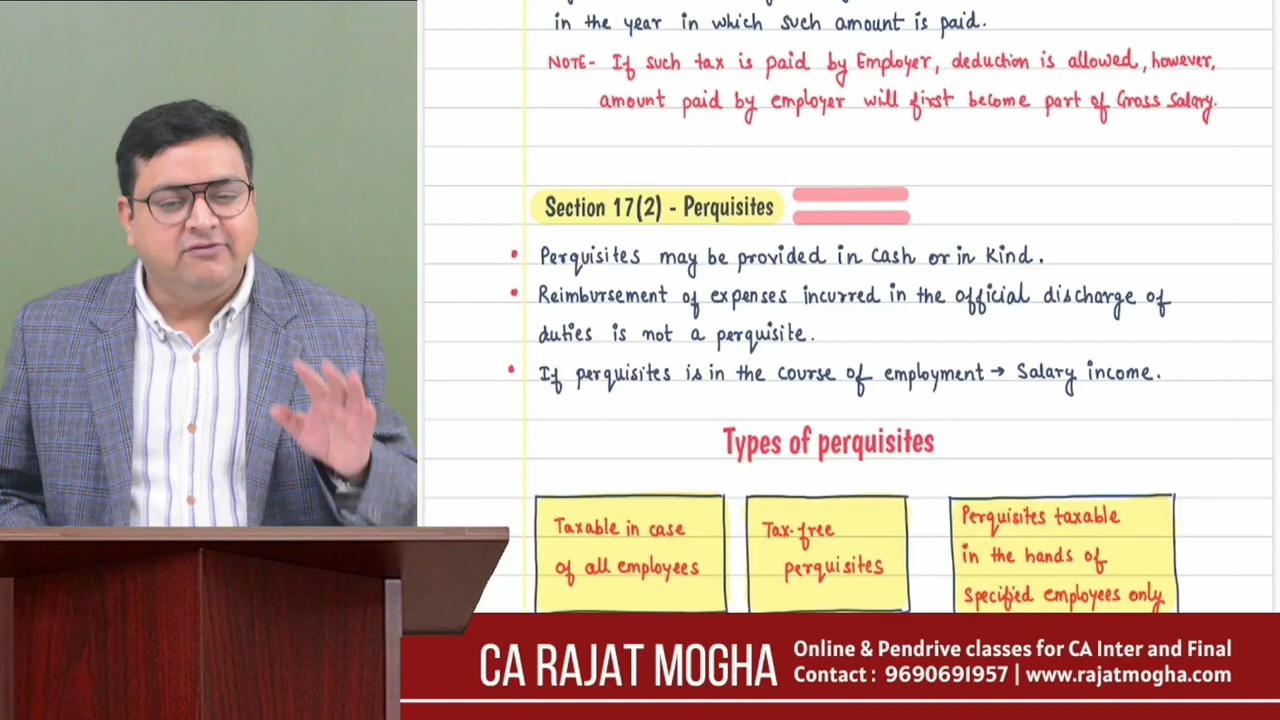 in the year in which such amount is paid.
NOTE- If such tax is paid by Employer, deduction is allowed, however,
amount paid by employer will first become part of Gross Salary.
Section 17(2) - Perquisites
• Perquisites may be provided in Cash or in Kind.
• Reimbursement of expenses incurred in the official discharge of
duties is not a perquisite.
• If perquisites is in the course of employment → Salary income.
Types of perquisites
Taxable in case
of all employees
Tax-free
perquisites
Perquisites taxable
in the hands of
Specified employees only
CA RAJAT MOGHA
Online & Pendrive classes for CA Inter and Final
Contact : 9690691957 | www.rajatmogha.com